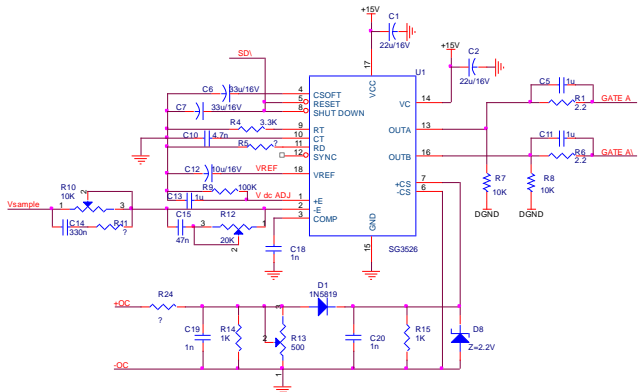 +15V
C1
22u/16V
+15V
SD\
C2
22u/16V
17
U1
C6
33u/16V
4
CSOFT
VCC
VC
14
C5
1u
5
RESET
C7
33u/16V
8
SHUT DOWN
R1
2.2
GATE A
R4
3.3K
9
RT
OUTA
13
C10
4.7n
10
CT
R5
?
11
RD
C11
1u
12
SYNC
OUTB
16
R6
2.2
GATE A\
C12
10u/16V
VREF
18
VREF
+CS
7
-CS
6
R7
10K
R8
10K
R9
100K
R10
10K
2
C13
1u
V dc ADJ
1
+E
DGND
DGND
Vsample
1
3
2
-E
C14
330n
R11
?
C15
47n
3
R12
20K
1
2
3
COMP
GND
C18
1n
15
SG3526
D1
1N5819
R24
?
+OC
3
C19
1n
R14
1K
2
R13
500
C20
1n
R15
1K
D8
Z=2.2V
-OC
1